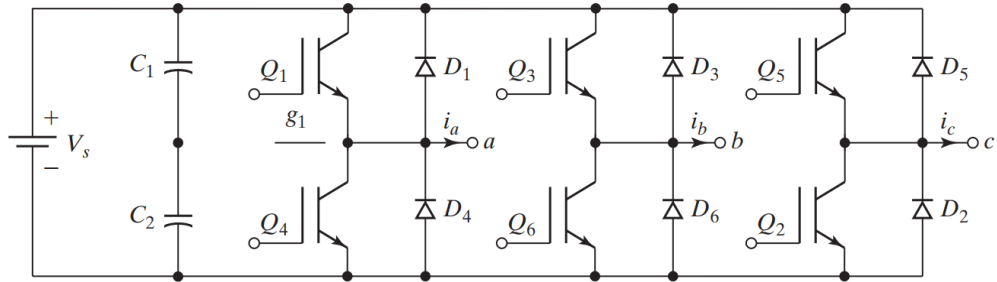 C1 Q1 D1 Q3 D3 Q5 D5
+
Vs
−
g1 ia a ib b ic c
C2 Q4 D4 Q6 D6 Q2 D2